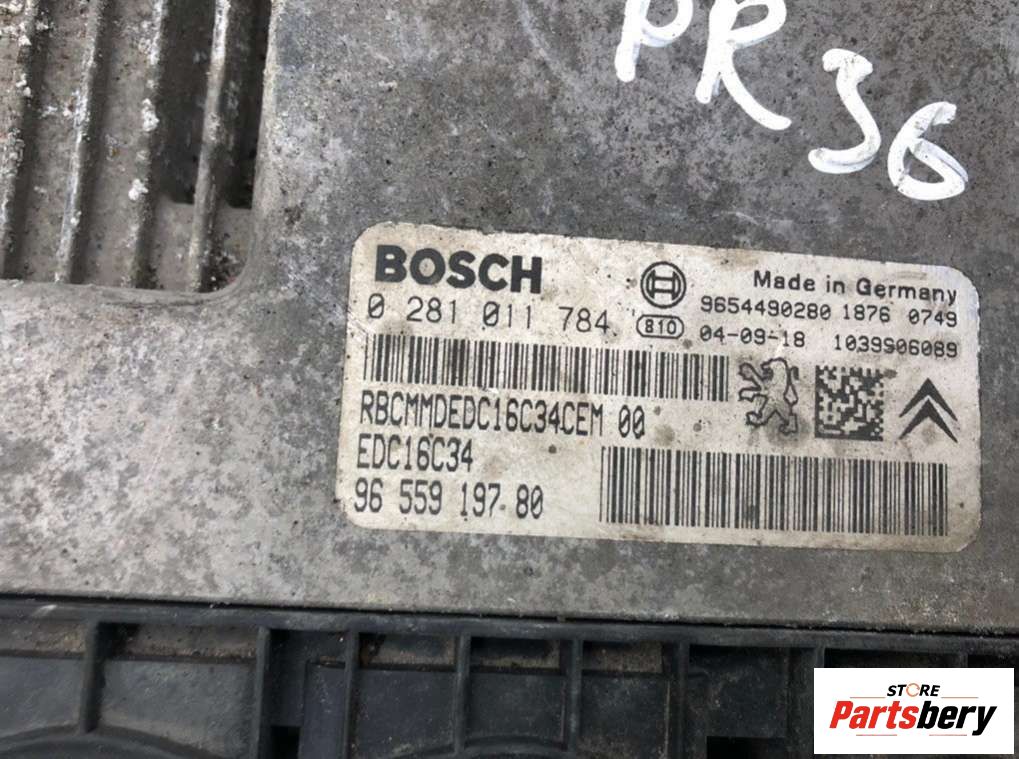 PR 36
BOSCH
Made in Germany
0 281 011 784
9654490280 1876 0749
810
04-09-18 1039S06089
RBCMMDEDC16C34CEM 00
EDC16C34
96 559 197 80
STORE
Partsbery